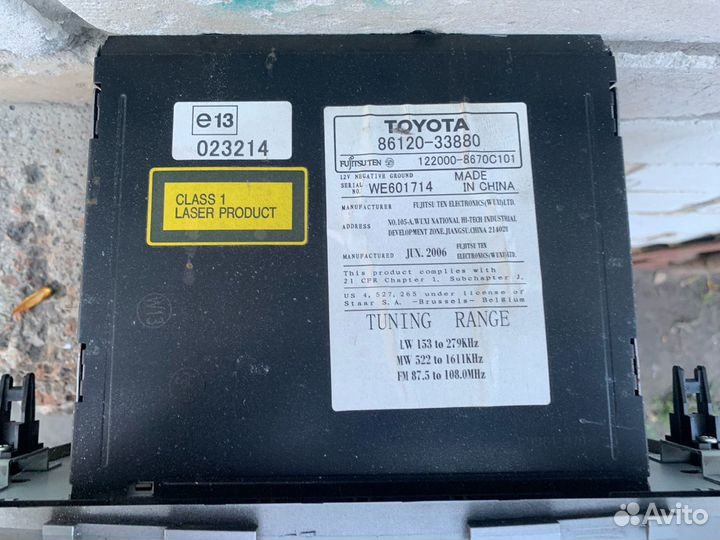 e13
023214
CLASS 1
LASER PRODUCT
TOYOTA
86120-33880
FUJITSU TEN 122000-8670C101
12V NEGATIVE GROUND
SERIAL NO. WE601714
MADE IN CHINA
MANUFACTURER FUJITSU TEN ELECTRONICS(WUXI)LTD.
ADDRESS NO.105-A,WUXI NATIONAL HI-TECH INDUSTRIAL
DEVELOPMENT ZONE,JIANGSU,CHINA 214028
MANUFACTURED JUN. 2006 FUJITSU TEN
ELECTRONICS(WUXI)LTD.
This product complies with
21 CFR Chapter 1, Subchapter J.
US 4,527,265 under license of
Staar S.A. -Brussels- Belgium
TUNING RANGE
LW 153 to 279KHz
MW 522 to 1611KHz
FM 87.5 to 108.0MHz
Avito